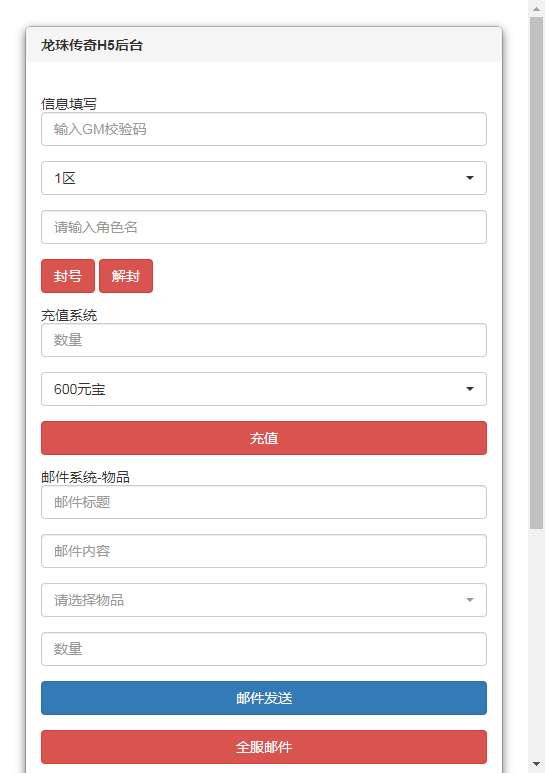 龙珠传奇H5后台
信息填写
输入GM校验码
1区
请输入角色名
封号 解封
充值系统
数量
600元宝
充值
邮件系统-物品
邮件标题
邮件内容
请选择物品
数量
邮件发送
全服邮件